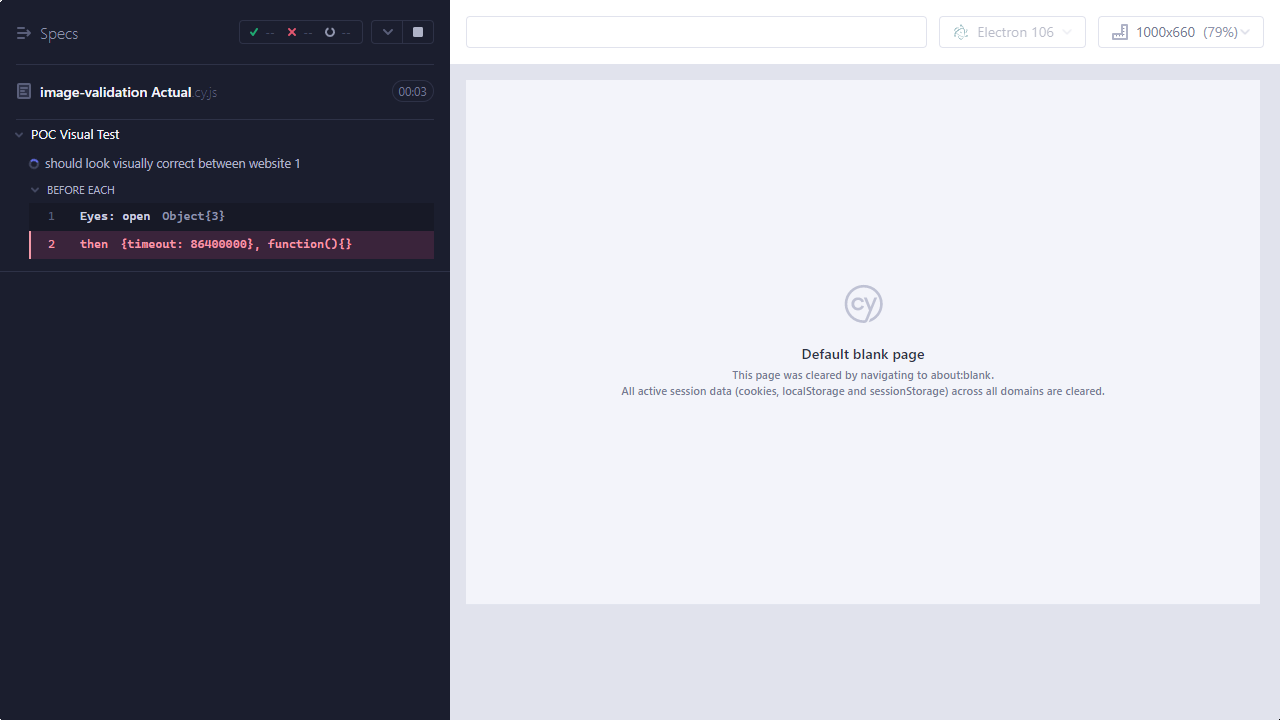 Specs
-- -- --
image-validation Actual cy.js
00:03
POC Visual Test
should look visually correct between website 1
BEFORE EACH
1 Eyes: open Object{3}
2 then {timeout: 86400000}, function(){}
Electron 106
1000x660 (79%)
cy
Default blank page
This page was cleared by navigating to about:blank.
All active session data (cookies, localStorage and sessionStorage) across all domains are cleared.